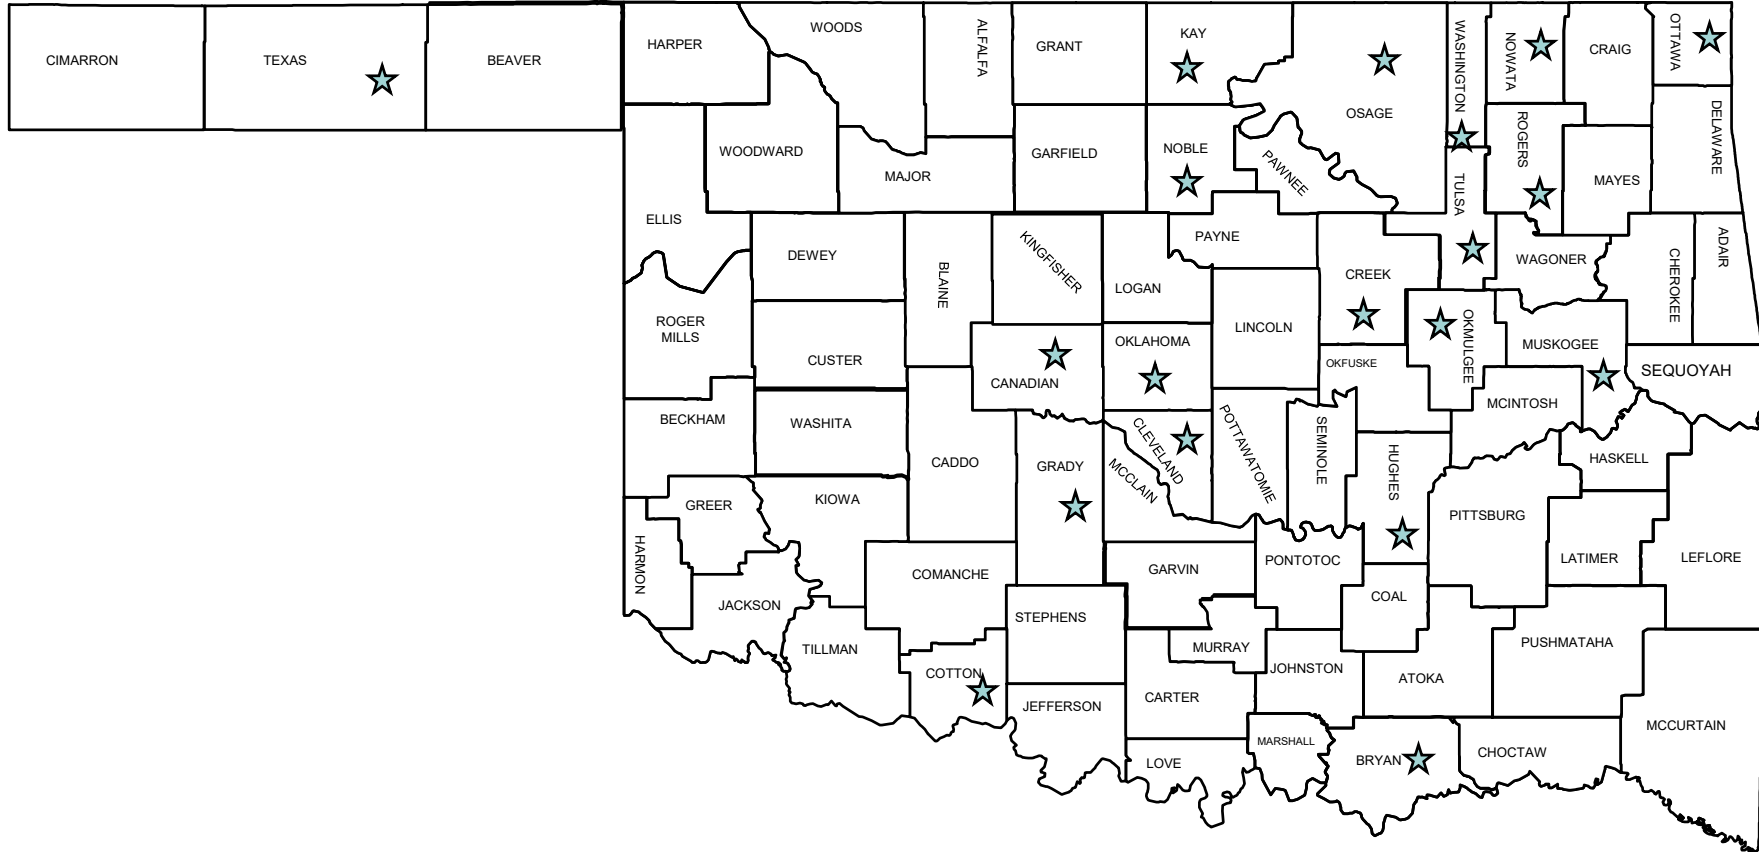 CIMARRON
TEXAS
BEAVER
HARPER
WOODS
ALFALFA
GRANT
KAY
OSAGE
WASHINGTON
NOWATA
CRAIG
OTTAWA
WOODWARD
MAJOR
GARFIELD
NOBLE
PAWNEE
TULSA
ROGERS
MAYES
DELAWARE
ELLIS
DEWEY
BLAINE
KINGFISHER
LOGAN
PAYNE
CREEK
WAGONER
CHEROKEE
ADAIR
ROGER
MILLS
CUSTER
CANADIAN
OKLAHOMA
LINCOLN
OKFUSKE
OKMULGEE
MUSKOGEE
SEQUOYAH
BECKHAM
WASHITA
CADDO
GRADY
MCCLAIN
CLEVELAND
POTTAWATOMIE
SEMINOLE
HUGHES
MCINTOSH
HASKELL
GREER
KIOWA
PITTSBURG
HARMON
JACKSON
COMANCHE
GARVIN
PONTOTOC
COAL
LATIMER
LEFLORE
TILLMAN
STEPHENS
MURRAY
JOHNSTON
ATOKA
PUSHMATAHA
COTTON
JEFFERSON
CARTER
MARSHALL
BRYAN
CHOCTAW
MCCURTAIN
LOVE